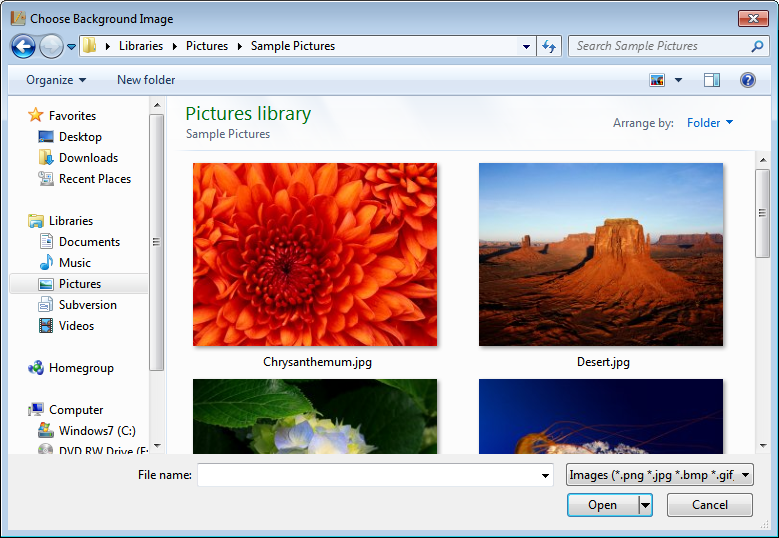 Choose Background Image
Libraries Pictures Sample Pictures
Search Sample Pictures
Organize New folder
Favorites
Desktop
Downloads
Recent Places
Libraries
Documents
Music
Pictures
Subversion
Videos
Homegroup
Computer
Windows7 (C:)
DVD RW Drive (E:
Pictures library
Sample Pictures
Arrange by: Folder
Chrysanthemum.jpg
Desert.jpg
File name:
Images (*.png *.jpg *.bmp *.gif
Open
Cancel